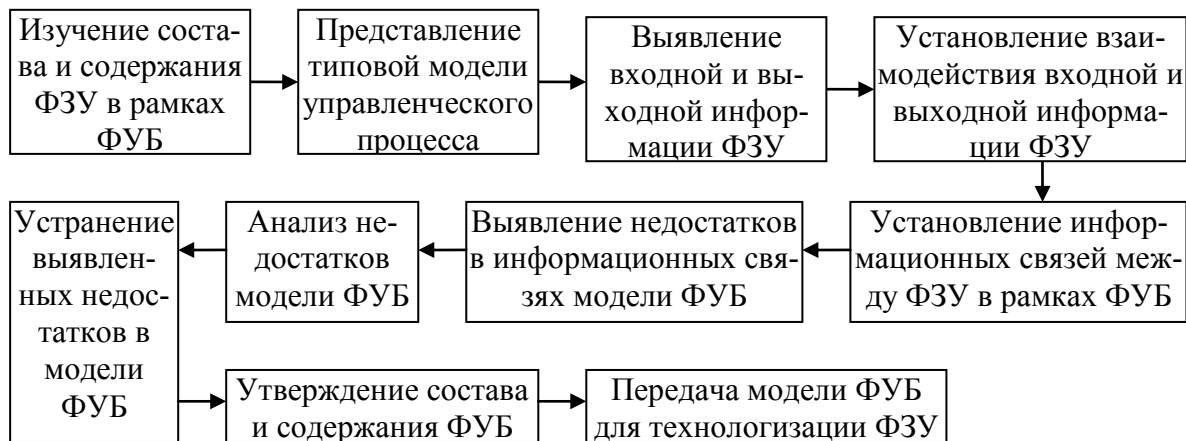 Изучение соста-
ва и содержания
ФЗУ в рамках
ФУБ
Представление
типовой модели
управленческого
процесса
Выявление
входной и вы-
ходной инфор-
мации ФЗУ
Установление взаи-
модействия входной и
выходной информа-
ции ФЗУ
Установление инфор-
мационных связей меж-
ду ФЗУ в рамках ФУБ
Выявление недостатков
в информационных свя-
зях модели ФУБ
Анализ не-
достатков
модели ФУБ
Устранение
выявлен-
ных недос-
татков в
модели
ФУБ
Утверждение состава
и содержания ФУБ
Передача модели ФУБ
для технологизации ФЗУ